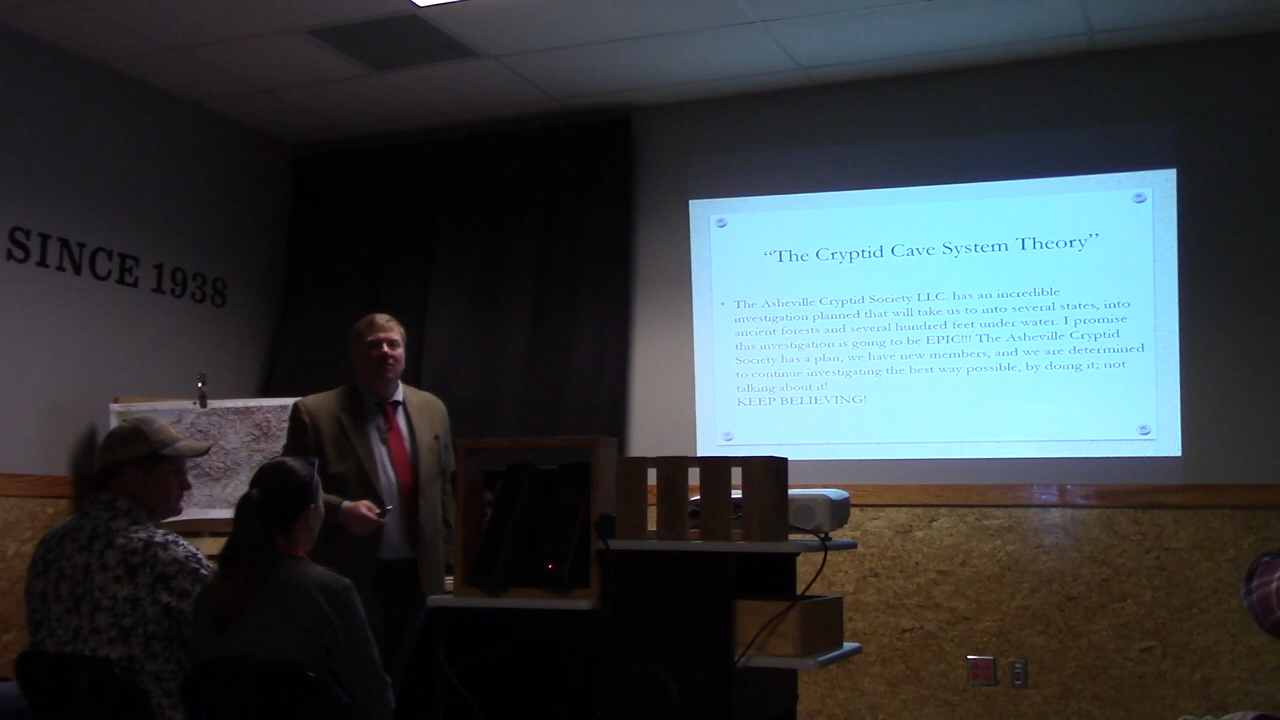 SINCE 1938
“The Cryptid Cave System Theory”
The Asheville Cryptid Society LLC. has an incredible
investigation planned that will take us to into several states, into
ancient forests and several hundred feet under water. I promise
this investigation is going to be EPIC!!! The Asheville Cryptid
Society has a plan, we have new members, and we are determined
to continue investigating the best way possible, by doing it; not
talking about it!
KEEP BELIEVING!